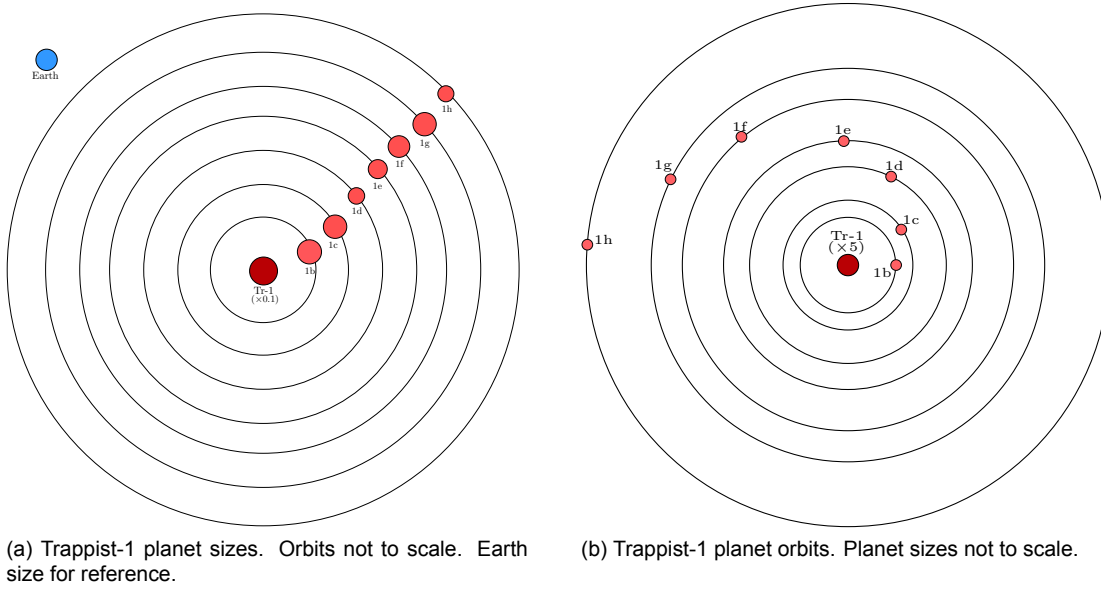 Earth
1h
1g
1f
1e
1d
1c
1b
Tr-1
(×0.1)
(a) Trappist-1 planet sizes. Orbits not to scale. Earth
size for reference.
1e
1f
1g
1d
1c
Tr-1
(×5)
1h
1b
(b) Trappist-1 planet orbits. Planet sizes not to scale.